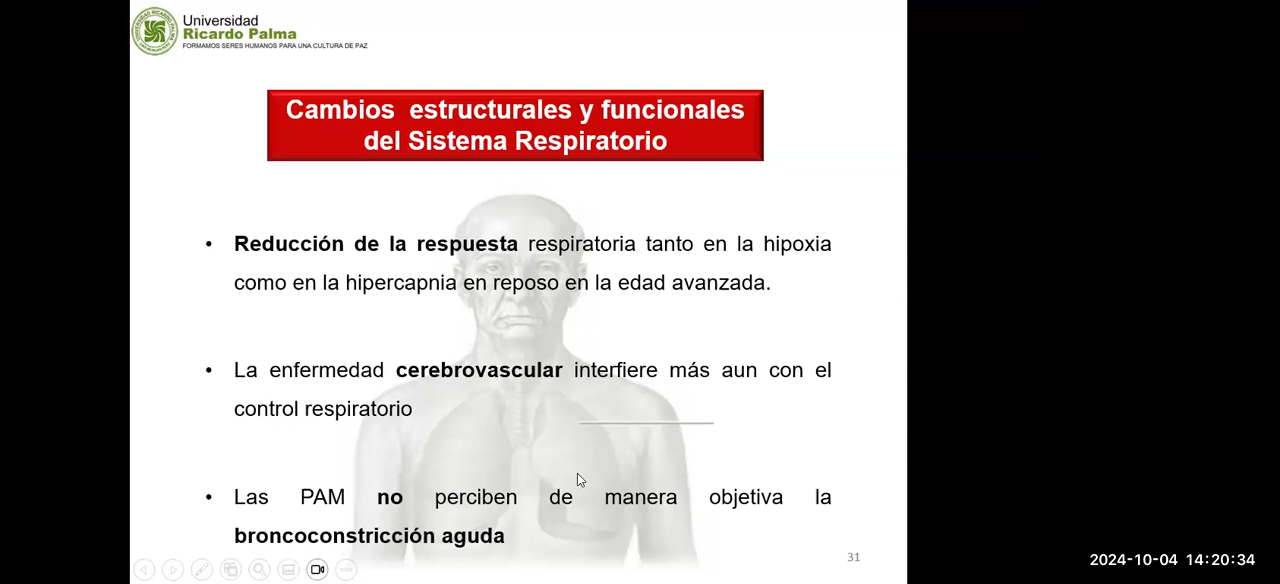 Universidad
Ricardo Palma
FORMAMOS SERES HUMANOS PARA UNA CULTURA DE PAZ
Cambios estructurales y funcionales
del Sistema Respiratorio
• Reducción de la respuesta respiratoria tanto en la hipoxia
como en la hipercapnia en reposo en la edad avanzada.
• La enfermedad cerebrovascular interfiere más aun con el
control respiratorio
• Las PAM no perciben de manera objetiva la
broncoconstricción aguda
31
2024-10-04 14:20:34